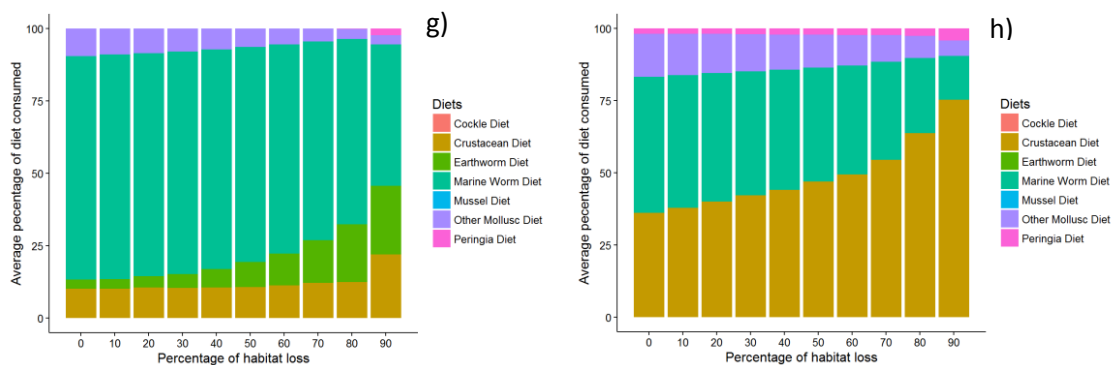 g)
Average pecentage of diet consumed
100
75
50
25
0
0 10 20 30 40 50 60 70 80 90
Percentage of habitat loss
Diets
Cockle Diet
Crustacean Diet
Earthworm Diet
Marine Worm Diet
Mussel Diet
Other Mollusc Diet
Peringia Diet
h)
Average pecentage of diet consumed
100
75
50
25
0
0 10 20 30 40 50 60 70 80 90
Percentage of habitat loss
Diets
Cockle Diet
Crustacean Diet
Earthworm Diet
Marine Worm Diet
Mussel Diet
Other Mollusc Diet
Peringia Diet